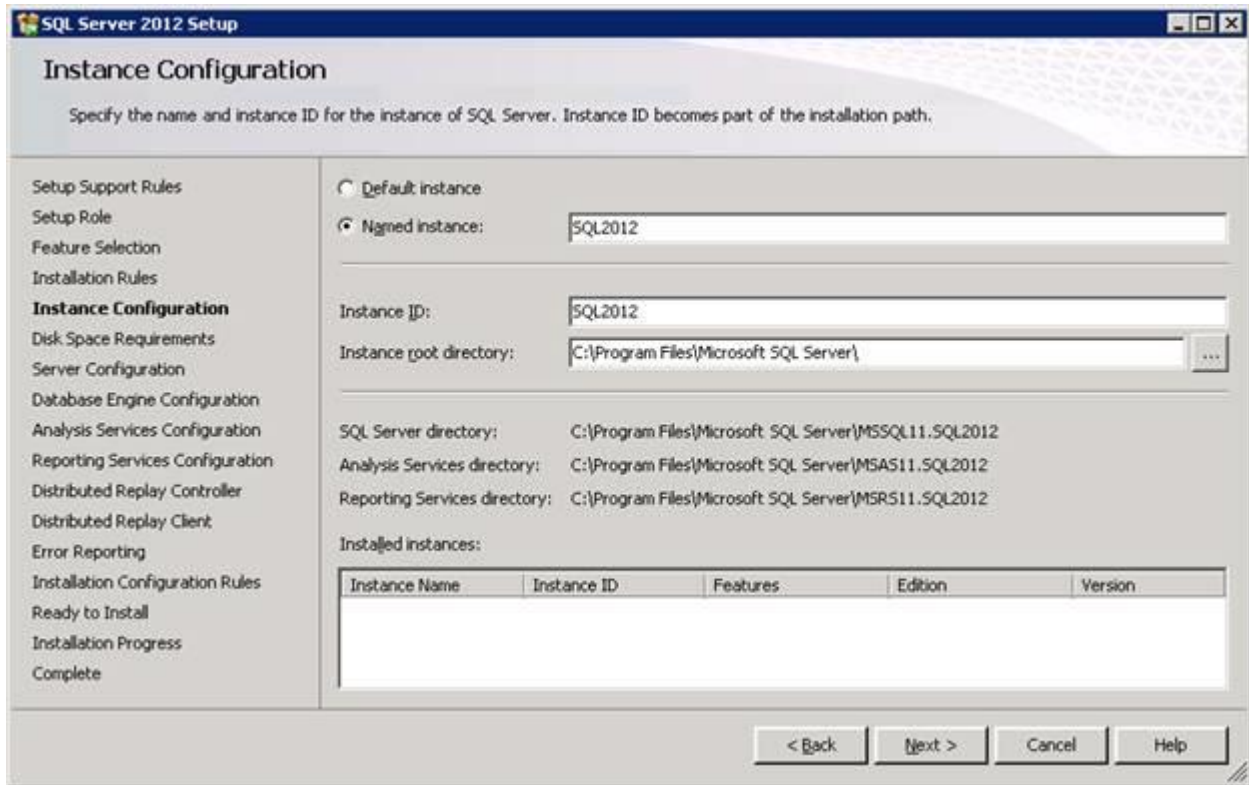 SQL Server 2012 Setup
Instance Configuration
Specify the name and instance ID for the instance of SQL Server. Instance ID becomes part of the installation path.
Setup Support Rules
Setup Role
Feature Selection
Installation Rules
Instance Configuration
Disk Space Requirements
Server Configuration
Database Engine Configuration
Analysis Services Configuration
Reporting Services Configuration
Distributed Replay Controller
Distributed Replay Client
Error Reporting
Installation Configuration Rules
Ready to Install
Installation Progress
Complete
Default instance
Named instance: SQL2012
Instance ID: SQL2012
Instance root directory: C:\Program Files\Microsoft SQL Server\ ...
SQL Server directory: C:\Program Files\Microsoft SQL Server\MSSQL11.SQL2012
Analysis Services directory: C:\Program Files\Microsoft SQL Server\MSAS11.SQL2012
Reporting Services directory: C:\Program Files\Microsoft SQL Server\MSRS11.SQL2012
Installed instances:
Instance Name Instance ID Features Edition Version
< Back Next > Cancel Help